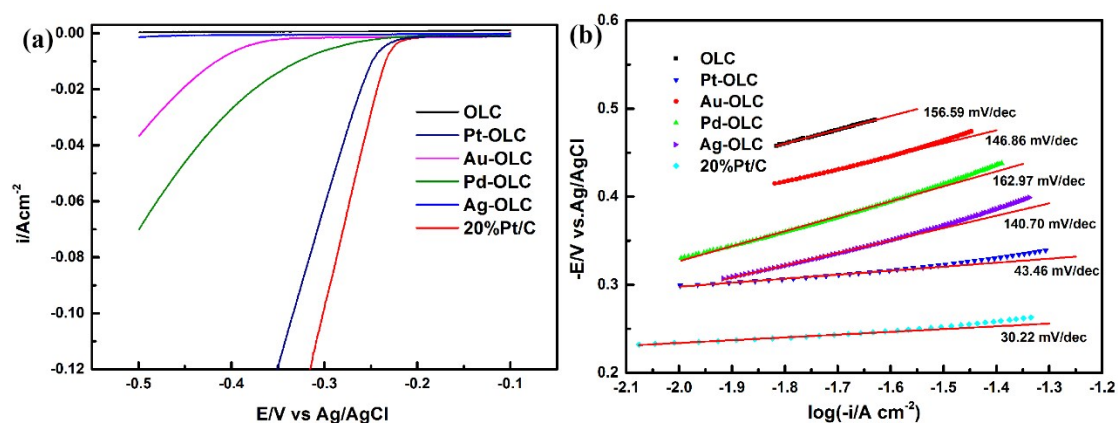 (a)
0.00
-0.02
-0.04
-0.06
-0.08
-0.10
-0.12
i/Acm-2
-0.5
-0.4
-0.3
-0.2
-0.1
E/V vs Ag/AgCl
OLC
Pt-OLC
Au-OLC
Pd-OLC
Ag-OLC
20%Pt/C
(b)
0.6
0.5
0.4
0.3
0.2
-E/V vs.Ag/AgCl
-2.1
-2.0
-1.9
-1.8
-1.7
-1.6
-1.5
-1.4
-1.3
-1.2
log(-i/A cm-2)
OLC
Pt-OLC
Au-OLC
Pd-OLC
Ag-OLC
20%Pt/C
156.59 mV/dec
146.86 mV/dec
162.97 mV/dec
140.70 mV/dec
43.46 mV/dec
30.22 mV/dec